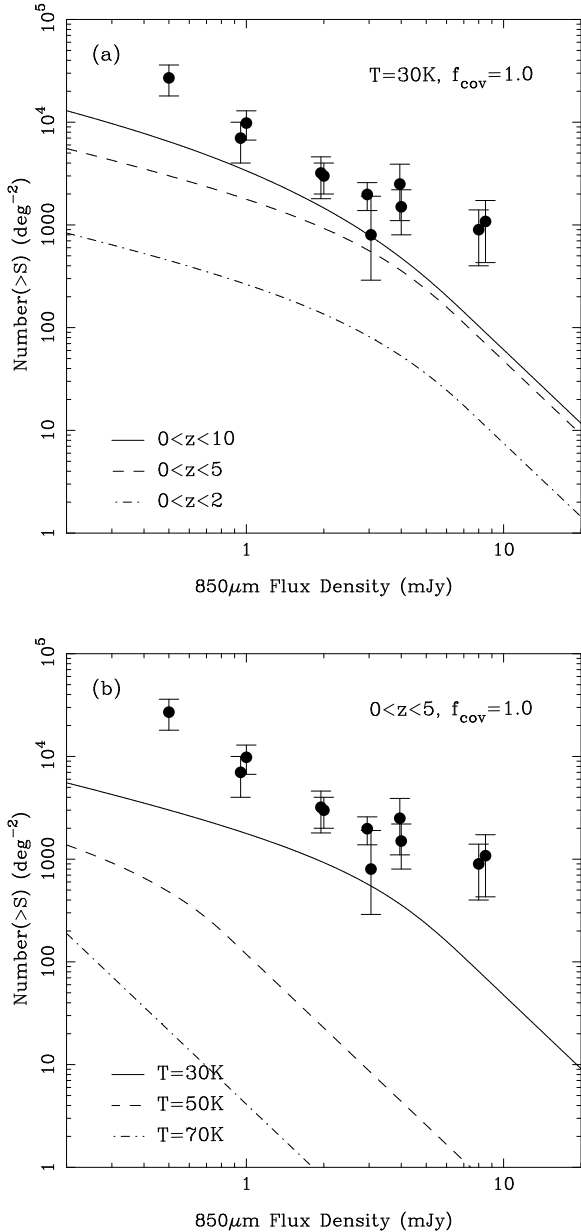 (a)
T=30K, f_cov=1.0
10^5
10^4
1000
100
10
1
Number(>S) (deg^-2)
0<z<10
0<z<5
0<z<2
1
10
850μm Flux Density (mJy)
(b)
0<z<5, f_cov=1.0
10^5
10^4
1000
100
10
1
Number(>S) (deg^-2)
T=30K
T=50K
T=70K
1
10
850μm Flux Density (mJy)